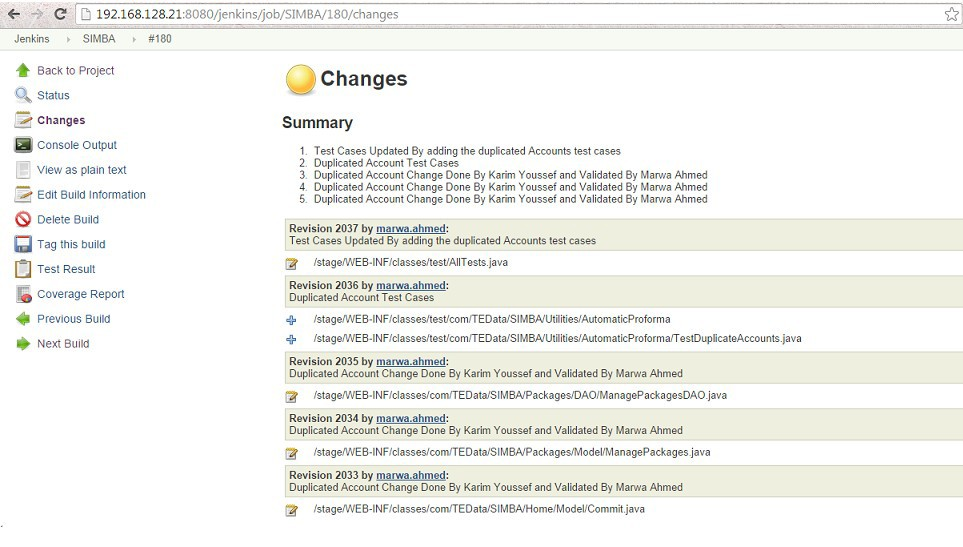 192.168.128.21:8080/jenkins/job/SIMBA/180/changes
Jenkins SIMBA #180
Back to Project
Status
Changes
Console Output
View as plain text
Edit Build Information
Delete Build
Tag this build
Test Result
Coverage Report
Previous Build
Next Build
Changes
Summary
1. Test Cases Updated By adding the duplicated Accounts test cases
2. Duplicated Account Test Cases
3. Duplicated Account Change Done By Karim Youssef and Validated By Marwa Ahmed
4. Duplicated Account Change Done By Karim Youssef and Validated By Marwa Ahmed
5. Duplicated Account Change Done By Karim Youssef and Validated By Marwa Ahmed
Revision 2037 by marwa.ahmed:
Test Cases Updated By adding the duplicated Accounts test cases
/stage/WEB-INF/classes/test/AllTests.java
Revision 2036 by marwa.ahmed:
Duplicated Account Test Cases
/stage/WEB-INF/classes/test/com/TEData/SIMBA/Utilities/AutomaticProforma
/stage/WEB-INF/classes/test/com/TEData/SIMBA/Utilities/AutomaticProforma/TestDuplicateAccounts.java
Revision 2035 by marwa.ahmed:
Duplicated Account Change Done By Karim Youssef and Validated By Marwa Ahmed
/stage/WEB-INF/classes/com/TEData/SIMBA/Packages/DAO/ManagePackagesDAO.java
Revision 2034 by marwa.ahmed:
Duplicated Account Change Done By Karim Youssef and Validated By Marwa Ahmed
/stage/WEB-INF/classes/com/TEData/SIMBA/Packages/Model/ManagePackages.java
Revision 2033 by marwa.ahmed:
Duplicated Account Change Done By Karim Youssef and Validated By Marwa Ahmed
/stage/WEB-INF/classes/com/TEData/SIMBA/Home/Model/Commit.java